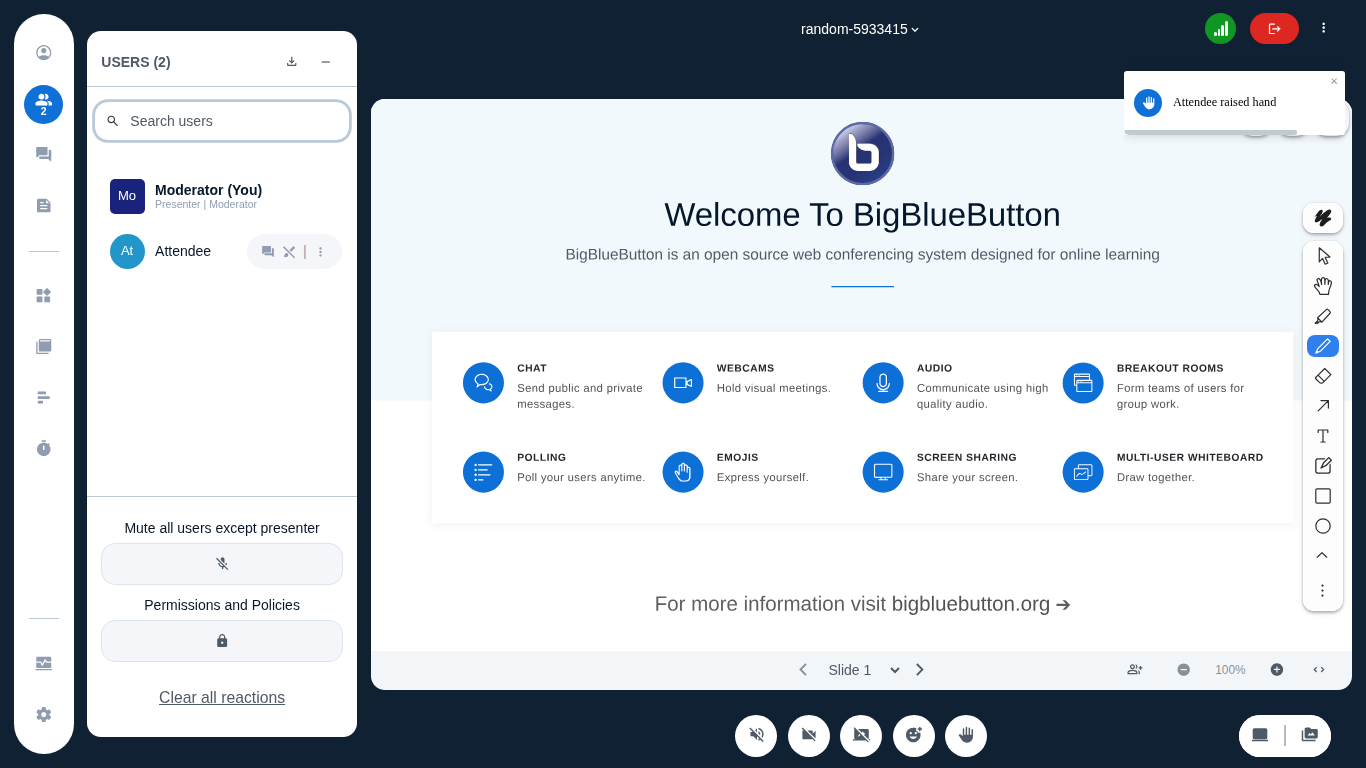 random-5933415
USERS (2)
2
Search users
Mo
Moderator (You)
Presenter | Moderator
At
Attendee
Mute all users except presenter
Permissions and Policies
Clear all reactions
Attendee raised hand
Welcome To BigBlueButton
BigBlueButton is an open source web conferencing system designed for online learning
CHAT
Send public and private
messages.
WEBCAMS
Hold visual meetings.
AUDIO
Communicate using high
quality audio.
BREAKOUT ROOMS
Form teams of users for
group work.
POLLING
Poll your users anytime.
EMOJIS
Express yourself.
SCREEN SHARING
Share your screen.
MULTI-USER WHITEBOARD
Draw together.
For more information visit bigbluebutton.org ➔
Slide 1
100%